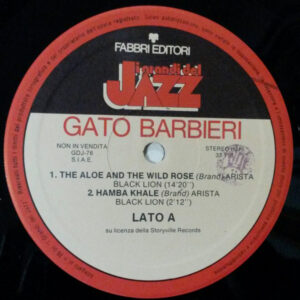 FABBRI EDITORI
i grandi del
JAZZ
GATO BARBIERI
NON IN VENDITA
GDJ-76
S.I.A.E.
STEREO
33
1. THE ALOE AND THE WILD ROSE (Brand) ARISTA
BLACK LION (14'20'')
2. HAMBA KHALE (Brand) ARISTA
BLACK LION (2'12'')
LATO A
su licenza della Storyville Records